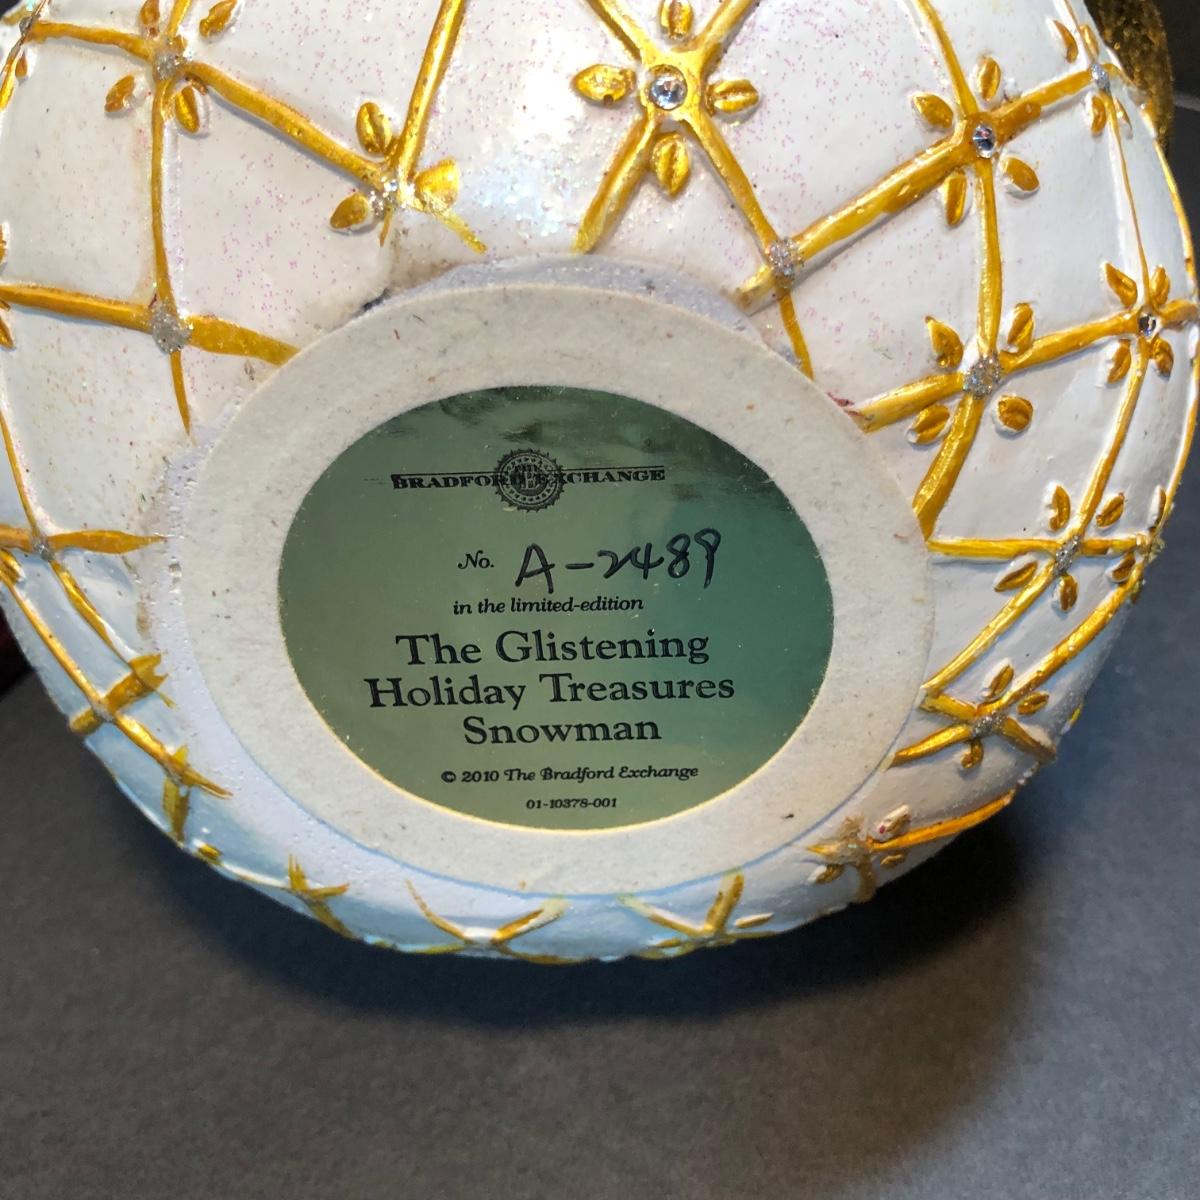 BRADFORD EXCHANGE
No. A-2489
in the limited-edition
The Glistening
Holiday Treasures
Snowman
© 2010 The Bradford Exchange
01-10378-001